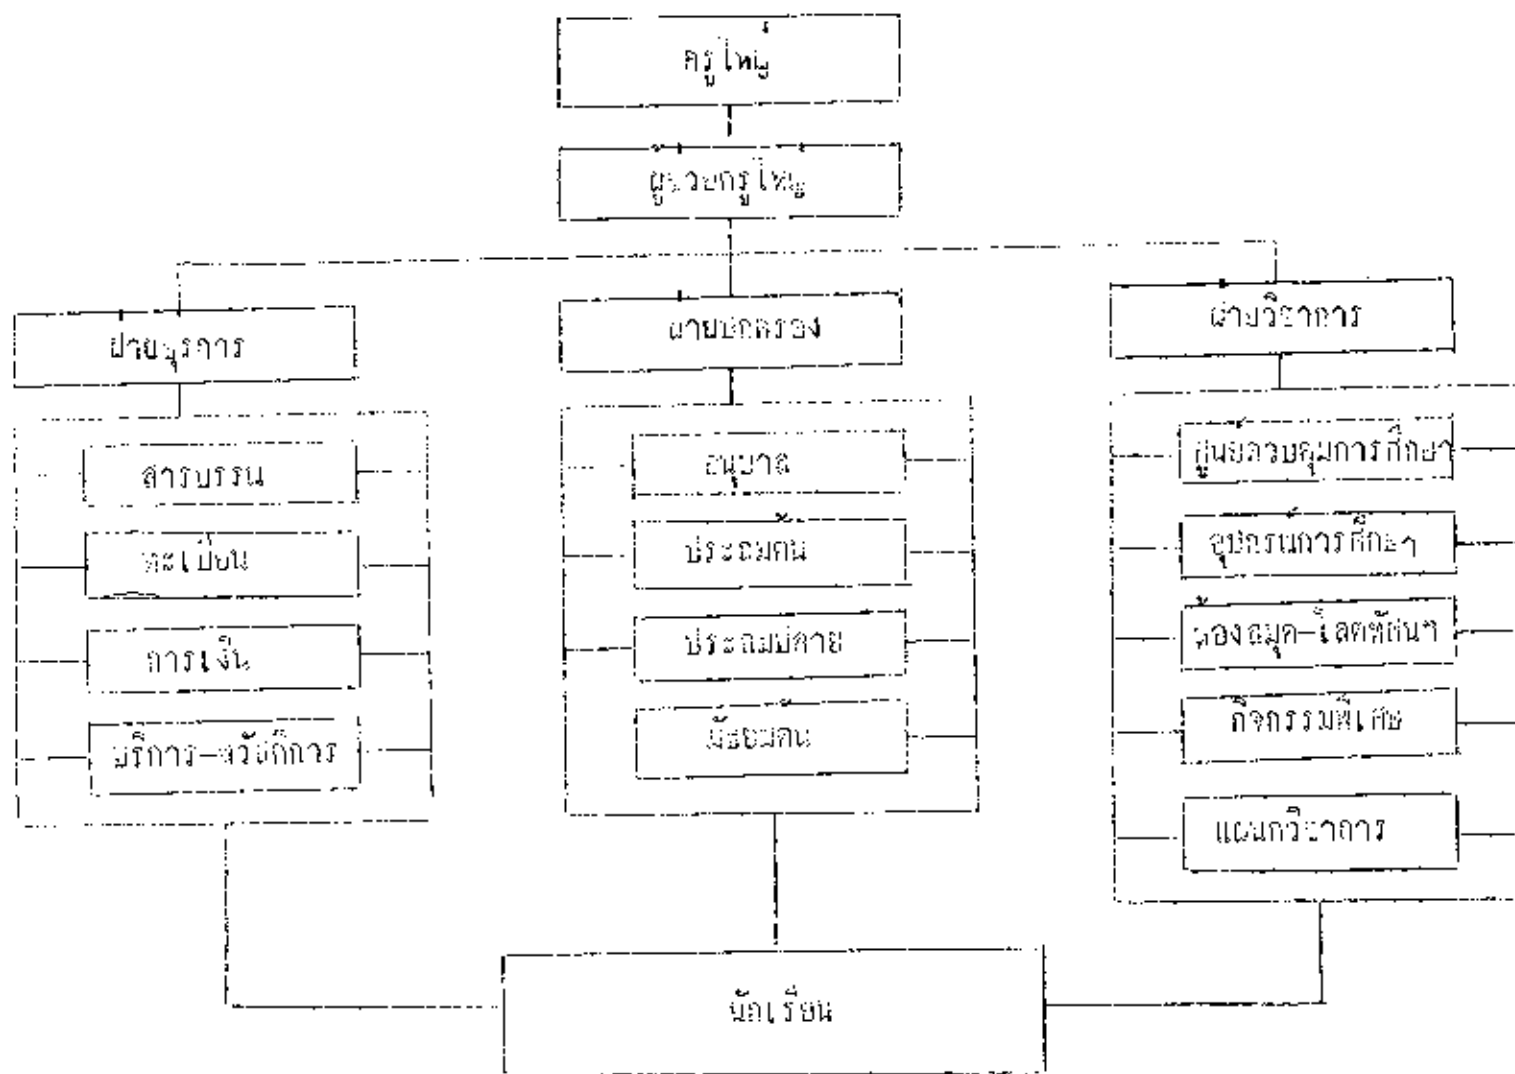 ครูใหญ่
ผู้ช่วยครูใหญ่
ฝ่ายธุรการ
ฝ่ายปกครอง
ฝ่ายวิชาการ
สารบรรณ
ทะเบียน
การเงิน
บริการ-สวัสดิการ
อนุบาล
ประถมต้น
ประถมปลาย
มัธยมต้น
ศูนย์ควบคุมการศึกษา
อุปกรณ์การศึกษา
ห้องสมุด-โสตทัศนฯ
กิจกรรมพิเศษ
แผนกวิชาการ
นักเรียน